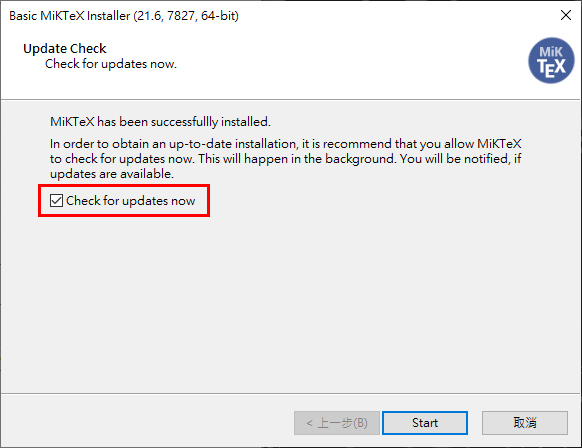 Basic MiKTeX Installer (21.6, 7827, 64-bit)
Update Check
Check for updates now.
MiK
TEX
MiKTeX has been successfullly installed.
In order to obtain an up-to-date installation, it is recommend that you allow MiKTeX
to check for updates now. This will happen in the background. You will be notified, if
updates are available.
Check for updates now
< 上一步(B)
Start
取消